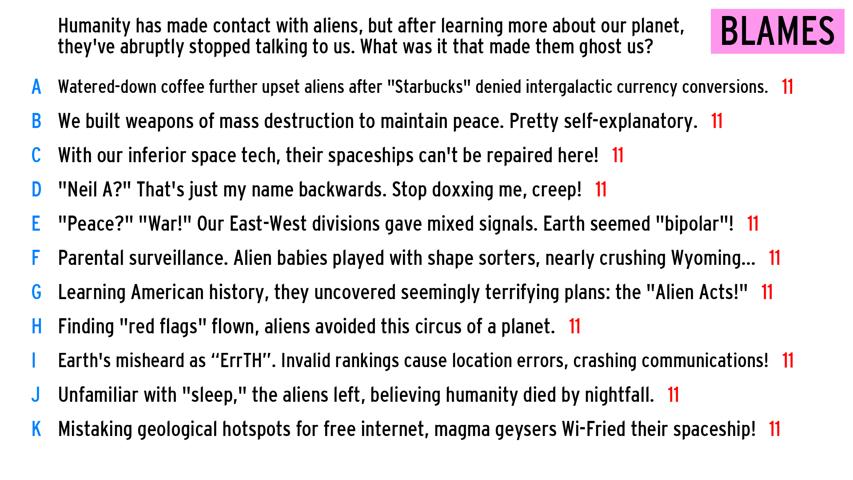 Humanity has made contact with aliens, but after learning more about our planet,
they've abruptly stopped talking to us. What was it that made them ghost us?
BLAMES
A Watered-down coffee further upset aliens after "Starbucks" denied intergalactic currency conversions. 11
B We built weapons of mass destruction to maintain peace. Pretty self-explanatory. 11
C With our inferior space tech, their spaceships can't be repaired here! 11
D "Neil A?" That's just my name backwards. Stop doxxing me, creep! 11
E "Peace?" "War!" Our East-West divisions gave mixed signals. Earth seemed "bipolar"! 11
F Parental surveillance. Alien babies played with shape sorters, nearly crushing Wyoming... 11
G Learning American history, they uncovered seemingly terrifying plans: the "Alien Acts!" 11
H Finding "red flags" flown, aliens avoided this circus of a planet. 11
I Earth's misheard as “ErrTH”. Invalid rankings cause location errors, crashing communications! 11
J Unfamiliar with "sleep," the aliens left, believing humanity died by nightfall. 11
K Mistaking geological hotspots for free internet, magma geysers Wi-Fried their spaceship! 11